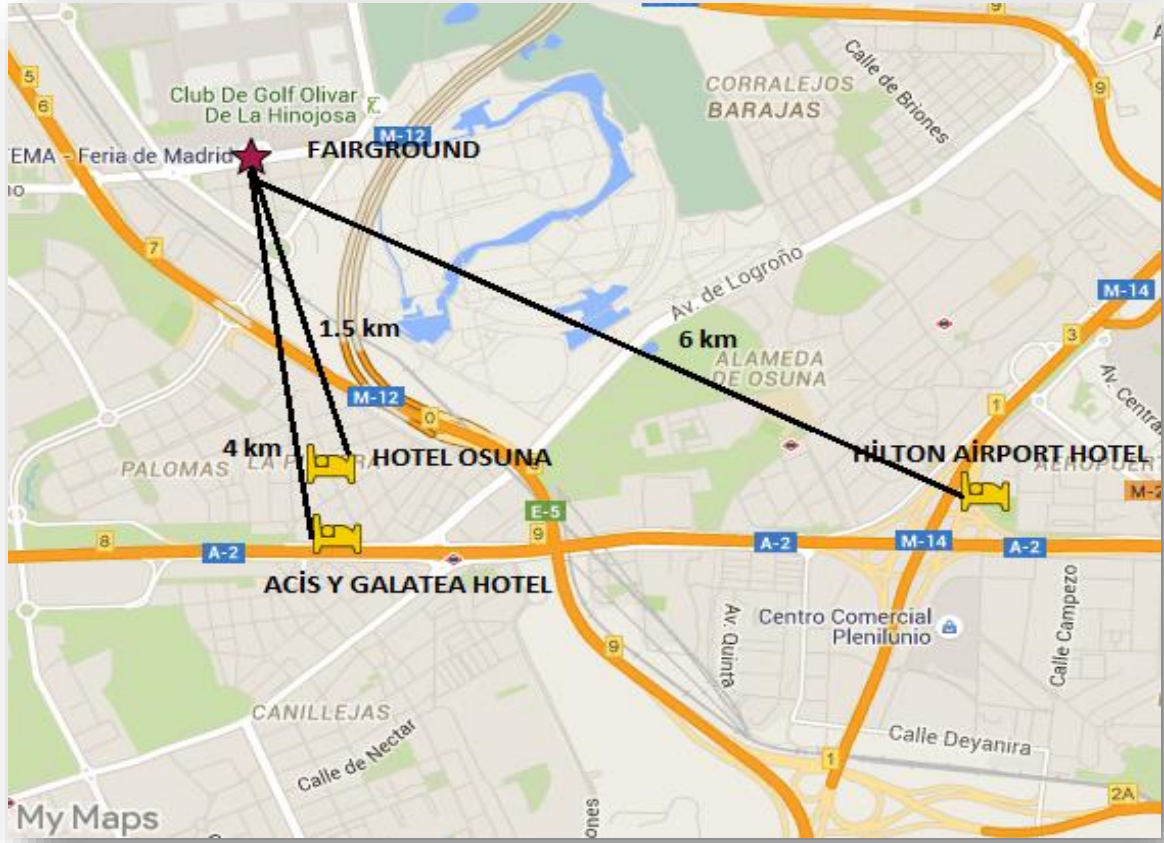 9
5
6
Club De Golf Olivar
De La Hinojosa
CORRALEJOS
BARAJAS
Calle de Briones
9
M-12
EMA - Feria de Madrid
FAIRGROUND
no
7
Av. de Logroño
M-14
1.5 km
6 km
3
ALAMEDA
DE OSUNA
M-12
0
1
Av. Central
4 km
PALOMAS
HOTEL OSUNA
HİLTON AİRPORT HOTEL
AEROPUERT
M-2
E-5
8
A-2
9
A-2
M-14
A-2
ACİS Y GALATEA HOTEL
Av. Quinta
Centro Comercial
Plenilunio
Calle Campezo
9
CANILLEJAS
Calle de Nectar
Calle Deyanira
1
2A
My Maps
ones